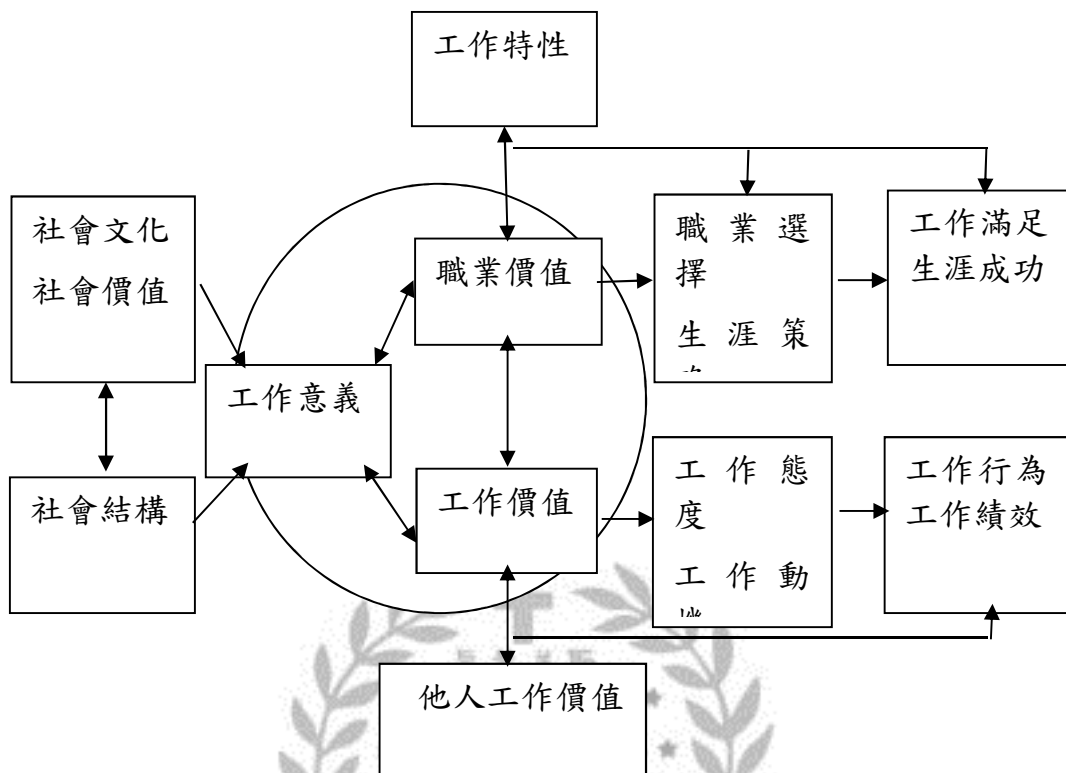 工作特性
社會文化
社會價值
職業價值
職業選
擇
生涯策
工作滿足
生涯成功
工作意義
社會結構
工作價值
工作態
度
工作動
工作行為
工作績效
他人工作價值